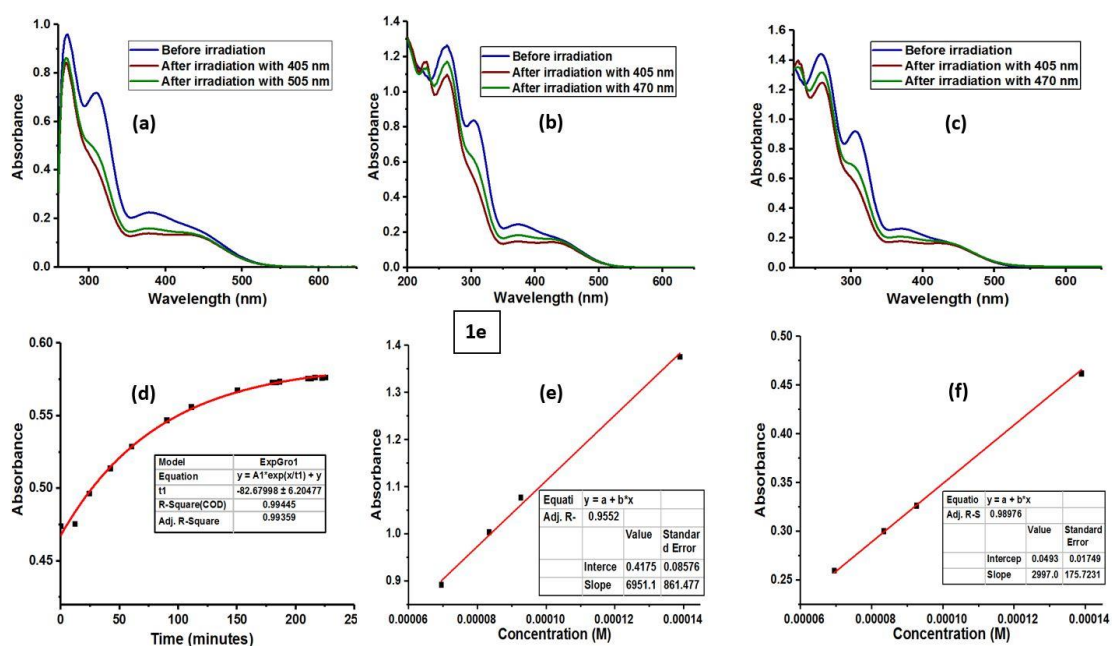 Before irradiation
After irradiation with 405 nm
After irradiation with 505 nm
(a)
Absorbance
1.0
0.8
0.6
0.4
0.2
0.0
300 400 500 600
Wavelength (nm)
Before irradiation
After irradiation with 405 nm
After irradiation with 470 nm
(b)
Absorbance
1.4
1.2
1.0
0.8
0.6
0.4
0.2
0.0
200 300 400 500 600
Wavelength (nm)
Before irradiation
After irradiation with 405 nm
After irradiation with 470 nm
(c)
Absorbance
1.6
1.4
1.2
1.0
0.8
0.6
0.4
0.2
0.0
300 400 500 600
Wavelength (nm)
(d)
Absorbance
0.60
0.55
0.50
0.45
0 50 100 150 200 25
Time (minutes)
Model ExpGro1
Equation y = A1*exp(x/t1) + y
t1 -82.67998 ± 6.20477
R-Square(COD) 0.99445
Adj. R-Square 0.99359
1e
(e)
Absorbance
1.4
1.3
1.2
1.1
1.0
0.9
0.00006 0.00008 0.00010 0.00012 0.00014
Concentration (M)
Equati y = a + b*x
Adj. R- 0.9552
Value Standar
d Error
Interce 0.4175 0.08576
Slope 6951.1 861.477
(f)
Absorbance
0.50
0.45
0.40
0.35
0.30
0.25
0.00006 0.00008 0.00010 0.00012 0.00014
Concentration (M)
Equatio y = a + b*x
Adj. R-S 0.98976
Value Standard
Error
Intercep 0.0493 0.01749
Slope 2997.0 175.7231